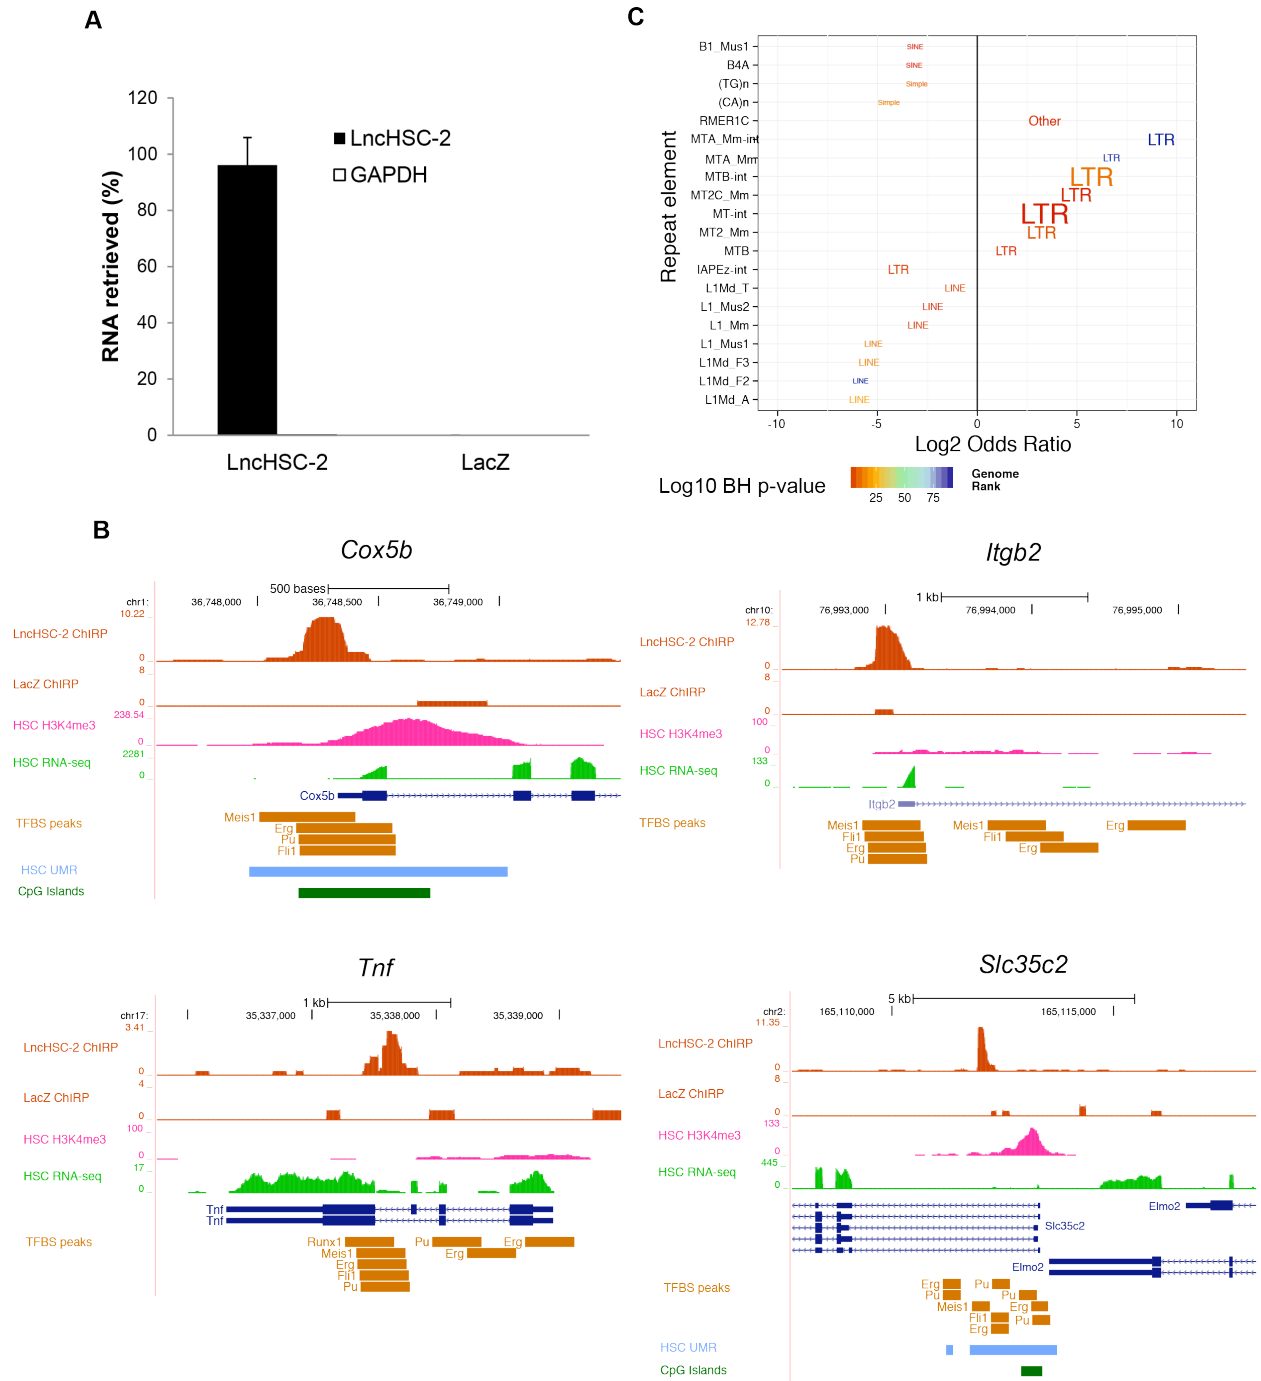 A
120
100
80
60
40
20
0
RNA retrieved (%)
LncHSC-2
GAPDH
LncHSC-2
LacZ
C
Repeat element
B1_Mus1
SINE
B4A
SINE
(TG)n
Simple
(CA)n
Simple
RMER1C
Other
MTA_Mm-int
LTR
MTA_Mm
LTR
MTB-int
LTR
MT2C_Mm
LTR
MT-int
LTR
MT2_Mm
LTR
MTB
LTR
IAPEz-int
LTR
L1Md_T
LINE
L1_Mus2
LINE
L1_Mm
LINE
L1_Mus1
LINE
L1Md_F3
LINE
L1Md_F2
LINE
L1Md_A
LINE
-10 -5 0 5 10
Log2 Odds Ratio
Log10 BH p-value
25 50 75
Genome
Rank
B
Cox5b
500 bases
chr1: 36,748,000 36,748,500 36,749,000
10.22
LncHSC-2 ChIRP
0
8
LacZ ChIRP
0
238.54
HSC H3K4me3
0
2281
HSC RNA-seq
0
Cox5b
TFBS peaks
Meis1
Erg
Pu
Fli1
HSC UMR
CpG Islands
Itgb2
1 kb
chr10: 76,993,000 76,994,000 76,995,000
12.78
LncHSC-2 ChIRP
0
8
LacZ ChIRP
0
100
HSC H3K4me3
0
133
HSC RNA-seq
0
Itgb2
TFBS peaks
Meis1 Meis1 Erg
Fli1 Fli1
Erg Erg
Pu
Tnf
1 kb
chr17: 35,337,000 35,338,000 35,339,000
3.41
LncHSC-2 ChIRP
0
4
LacZ ChIRP
0
100
HSC H3K4me3
0
17
HSC RNA-seq
0
Tnf
Tnf
TFBS peaks
Runx1 Pu Erg
Meis1 Erg
Erg
Fli1
Pu
Slc35c2
5 kb
chr2: 165,110,000 165,115,000
11.35
LncHSC-2 ChIRP
0
8
LacZ ChIRP
0
133
HSC H3K4me3
0
445
HSC RNA-seq
0
Elmo2
Slc35c2
Elmo2
TFBS peaks
Erg Pu
Pu Pu
Meis1 Erg
Fli1 Pu
Erg
HSC UMR
CpG Islands